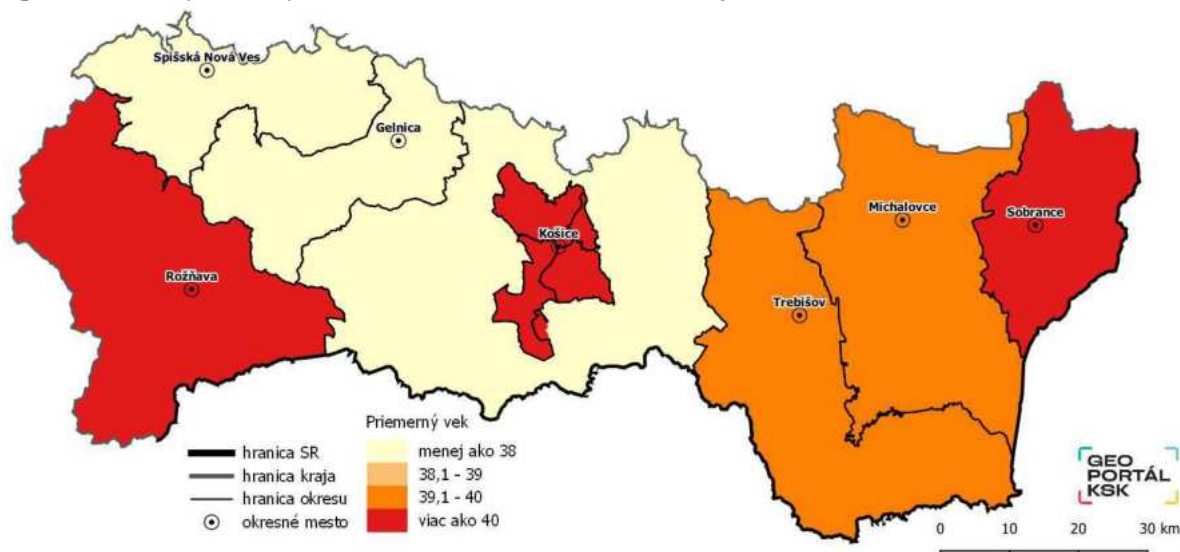 Spišská Nová Ves
Gelnica
Košice
Rožňava
Michalovce
Sobrance
Trebišov
Priemerný vek
menej ako 38
38,1 - 39
39,1 - 40
viac ako 40
hranica SR
hranica kraja
hranica okresu
okresné mesto
GEO
PORTÁL
KSK
0 10 20 30 km